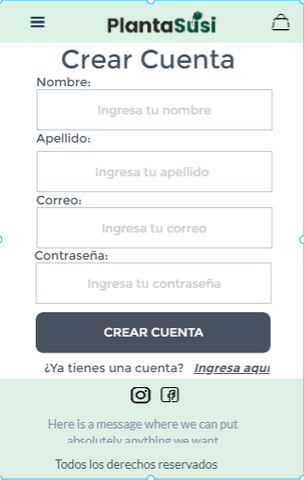 PlantaSusi
Crear Cuenta
Nombre:
Ingresa tu nombre
Apellido:
Ingresa tu apellido
Correo:
Ingresa tu correo
Contraseña:
Ingresa tu contraseña
CREAR CUENTA
¿Ya tienes una cuenta? Ingresa aquí
Here is a message where we can put
absolutely anything we want
Todos los derechos reservados